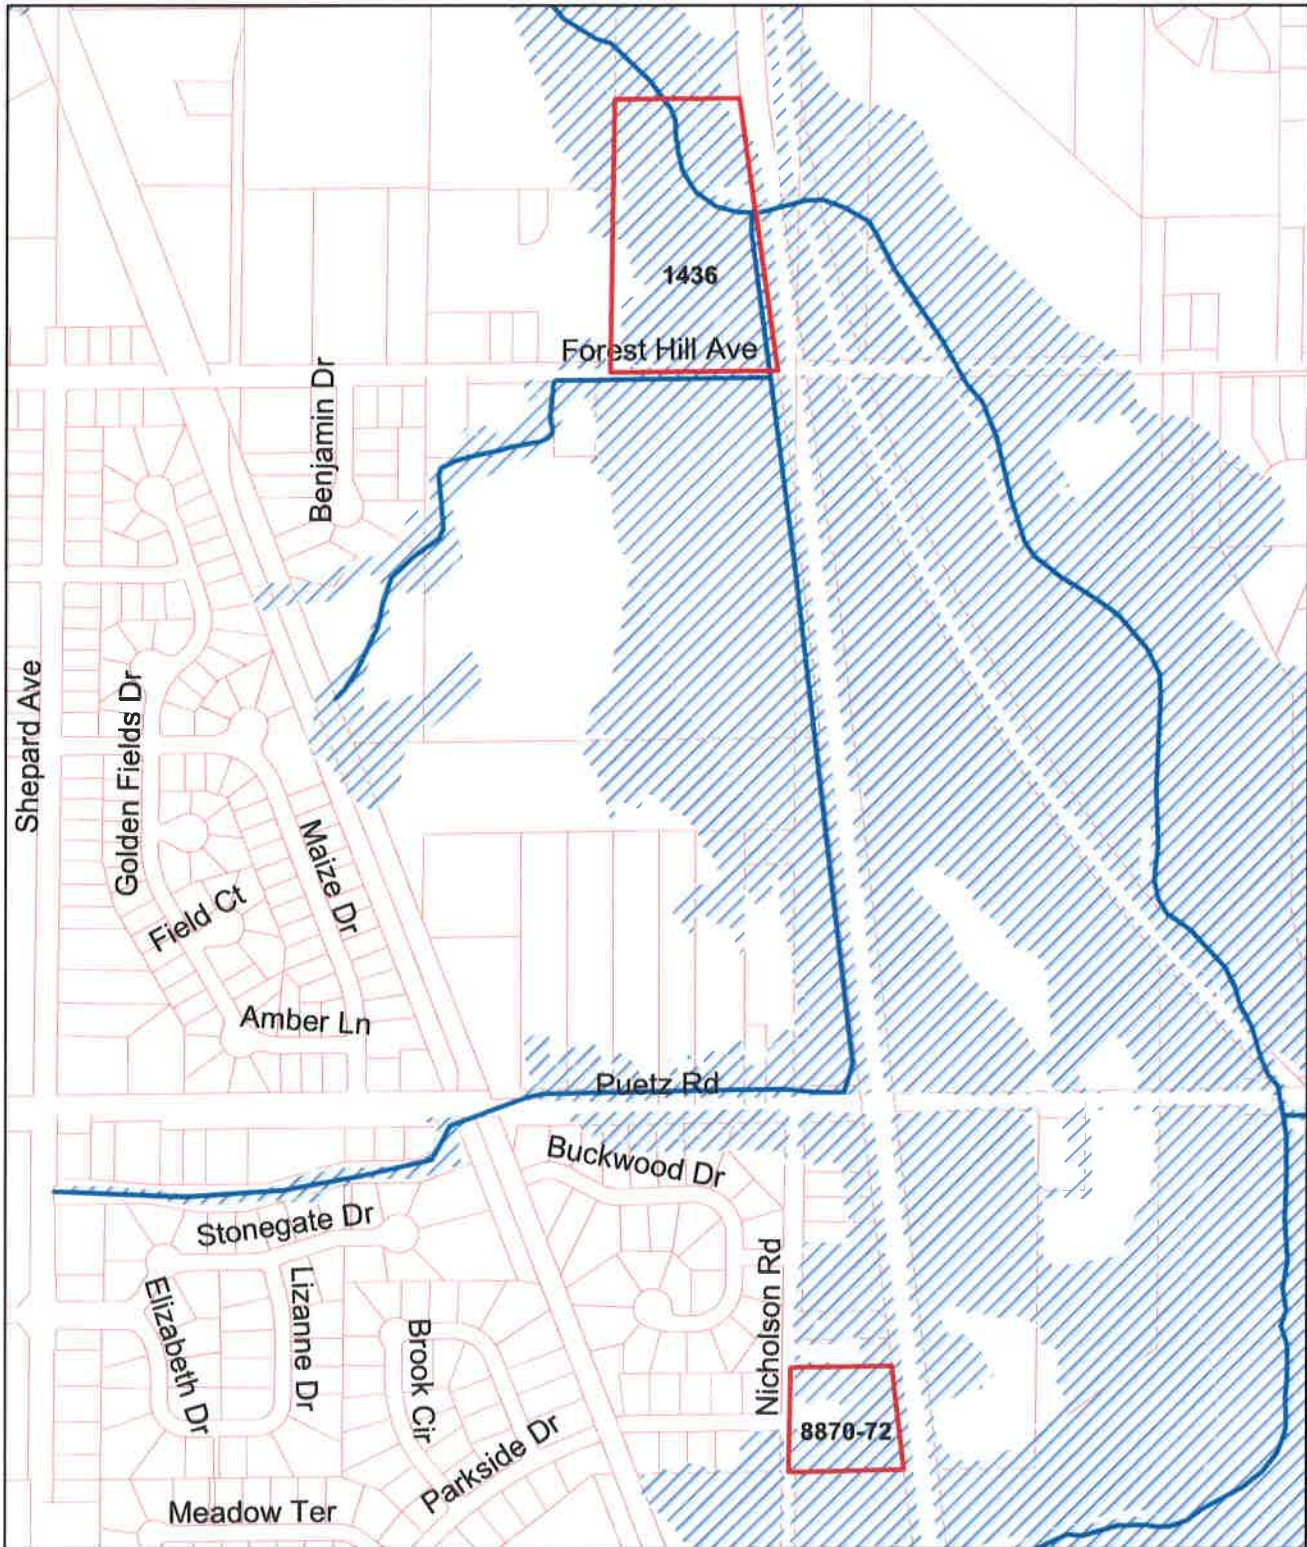 1436
Forest Hill Ave
Benjamin Dr
Shepard Ave
Golden Fields Dr
Maize Dr
Field Ct
Amber Ln
Puetz Rd
Buckwood Dr
Stonegate Dr
Elizabeth Dr
Lizanne Dr
Brook Cir
Nicholson Rd
8870-72
Parkside Dr
Meadow Ter